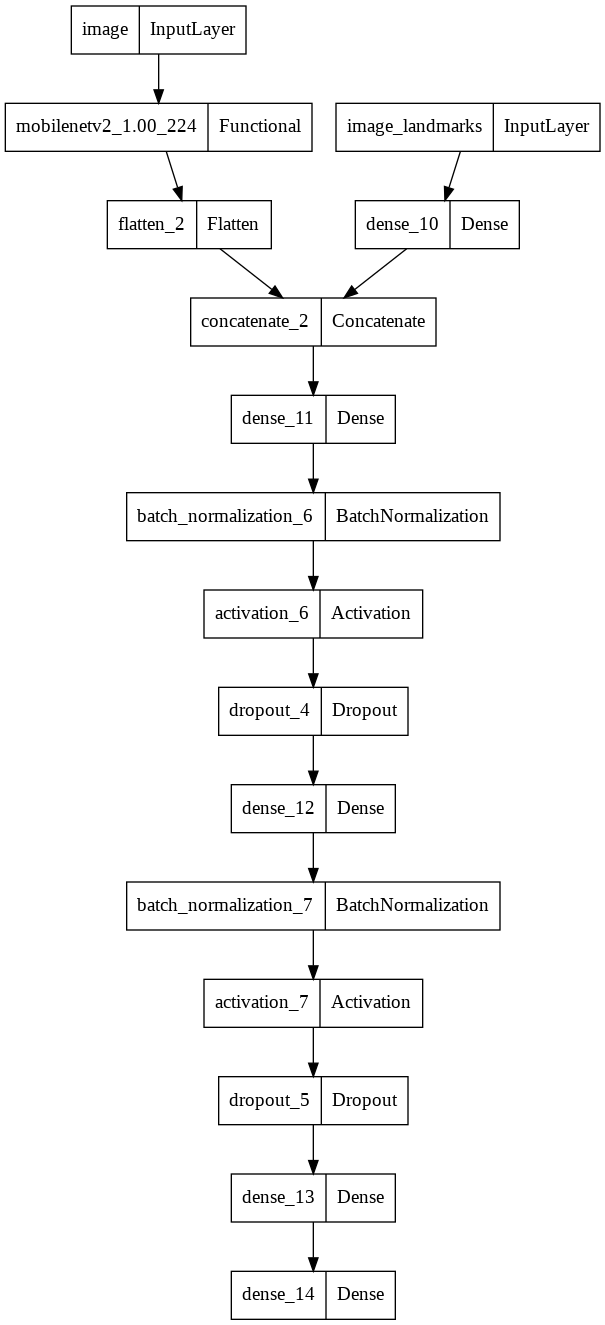 image InputLayer
mobilenetv2_1.00_224 Functional
image_landmarks InputLayer
flatten_2 Flatten
dense_10 Dense
concatenate_2 Concatenate
dense_11 Dense
batch_normalization_6 BatchNormalization
activation_6 Activation
dropout_4 Dropout
dense_12 Dense
batch_normalization_7 BatchNormalization
activation_7 Activation
dropout_5 Dropout
dense_13 Dense
dense_14 Dense